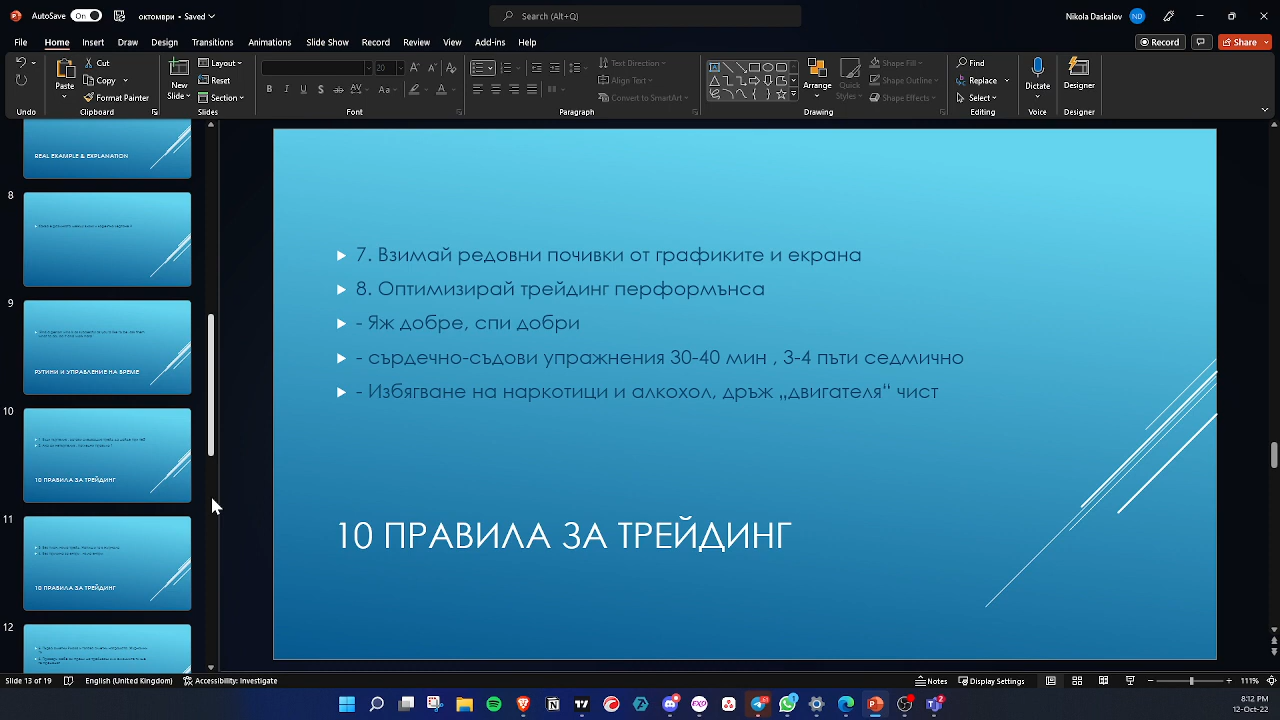 AutoSave On октомври • Saved Search (Alt+Q) Nikola Daskalov ND
File Home Insert Draw Design Transitions Animations Slide Show Record Review View Add-ins Help Record Share
Cut Layout 20 Text Direction Shape Fill Find
Paste Copy New Slide Reset Align Text Arrange Quick Styles Shape Outline Replace Dictate Designer
Format Painter Section Convert to SmartArt Shape Effects Select
Undo Clipboard Slides Font Paragraph Drawing Editing Voice Designer
REAL EXAMPLE & EXPLANATION
8
9
РУТИНИ И УПРАВЛЕНИЕ НА ВРЕМЕ
10
10 ПРАВИЛА ЗА ТРЕЙДИНГ
11
10 ПРАВИЛА ЗА ТРЕЙДИНГ
12
7. Взимай редовни почивки от графиките и екрана
8. Оптимизирай трейдинг перформънса
- Яж добре, спи добри
- сърдечно-съдови упражнения 30-40 мин , 3-4 пъти седмично
- Избягване на наркотици и алкохол, дръж „двигателя“ чист
10 ПРАВИЛА ЗА ТРЕЙДИНГ
Slide 13 of 19 English (United Kingdom) Accessibility: Investigate Notes Display Settings 111%
8:12 PM
12-Oct-22